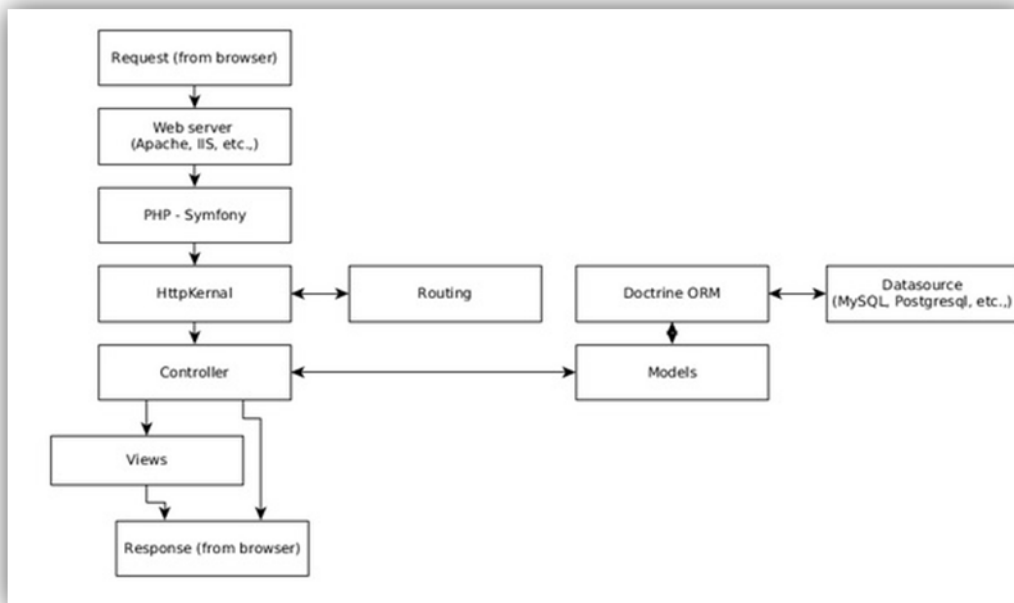 Request (from browser)
Web server
(Apache, IIS, etc.,)
PHP - Symfony
HttpKernal
Routing
Doctrine ORM
Datasource
(MySQL, Postgresql, etc.,)
Controller
Models
Views
Response (from browser)